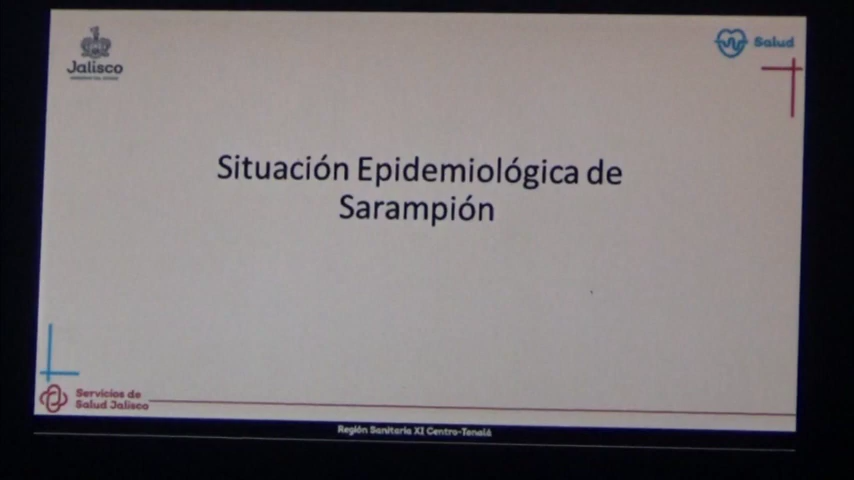 Jalisco
Salud
Situación Epidemiológica de
Sarampión
Servicios de
Salud Jalisco
Región Sanitaria XI Centro-Tonalá